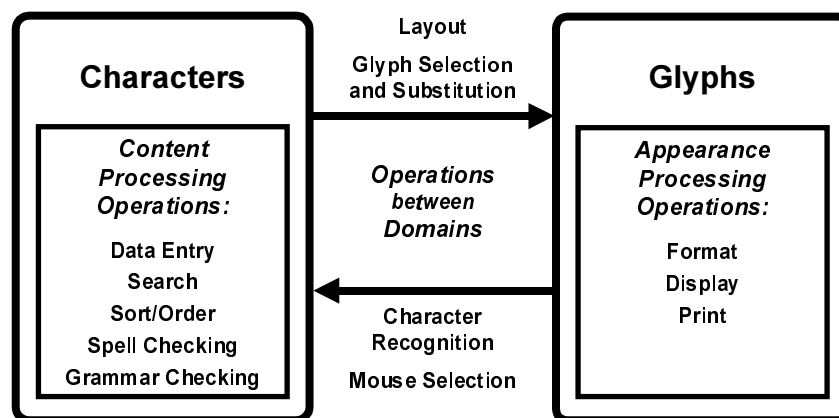 Characters
Content
Processing
Operations:
Data Entry
Search
Sort/Order
Spell Checking
Grammar Checking
Layout
Glyph Selection
and Substitution
Operations
between
Domains
Character
Recognition
Mouse Selection
Glyphs
Appearance
Processing
Operations:
Format
Display
Print